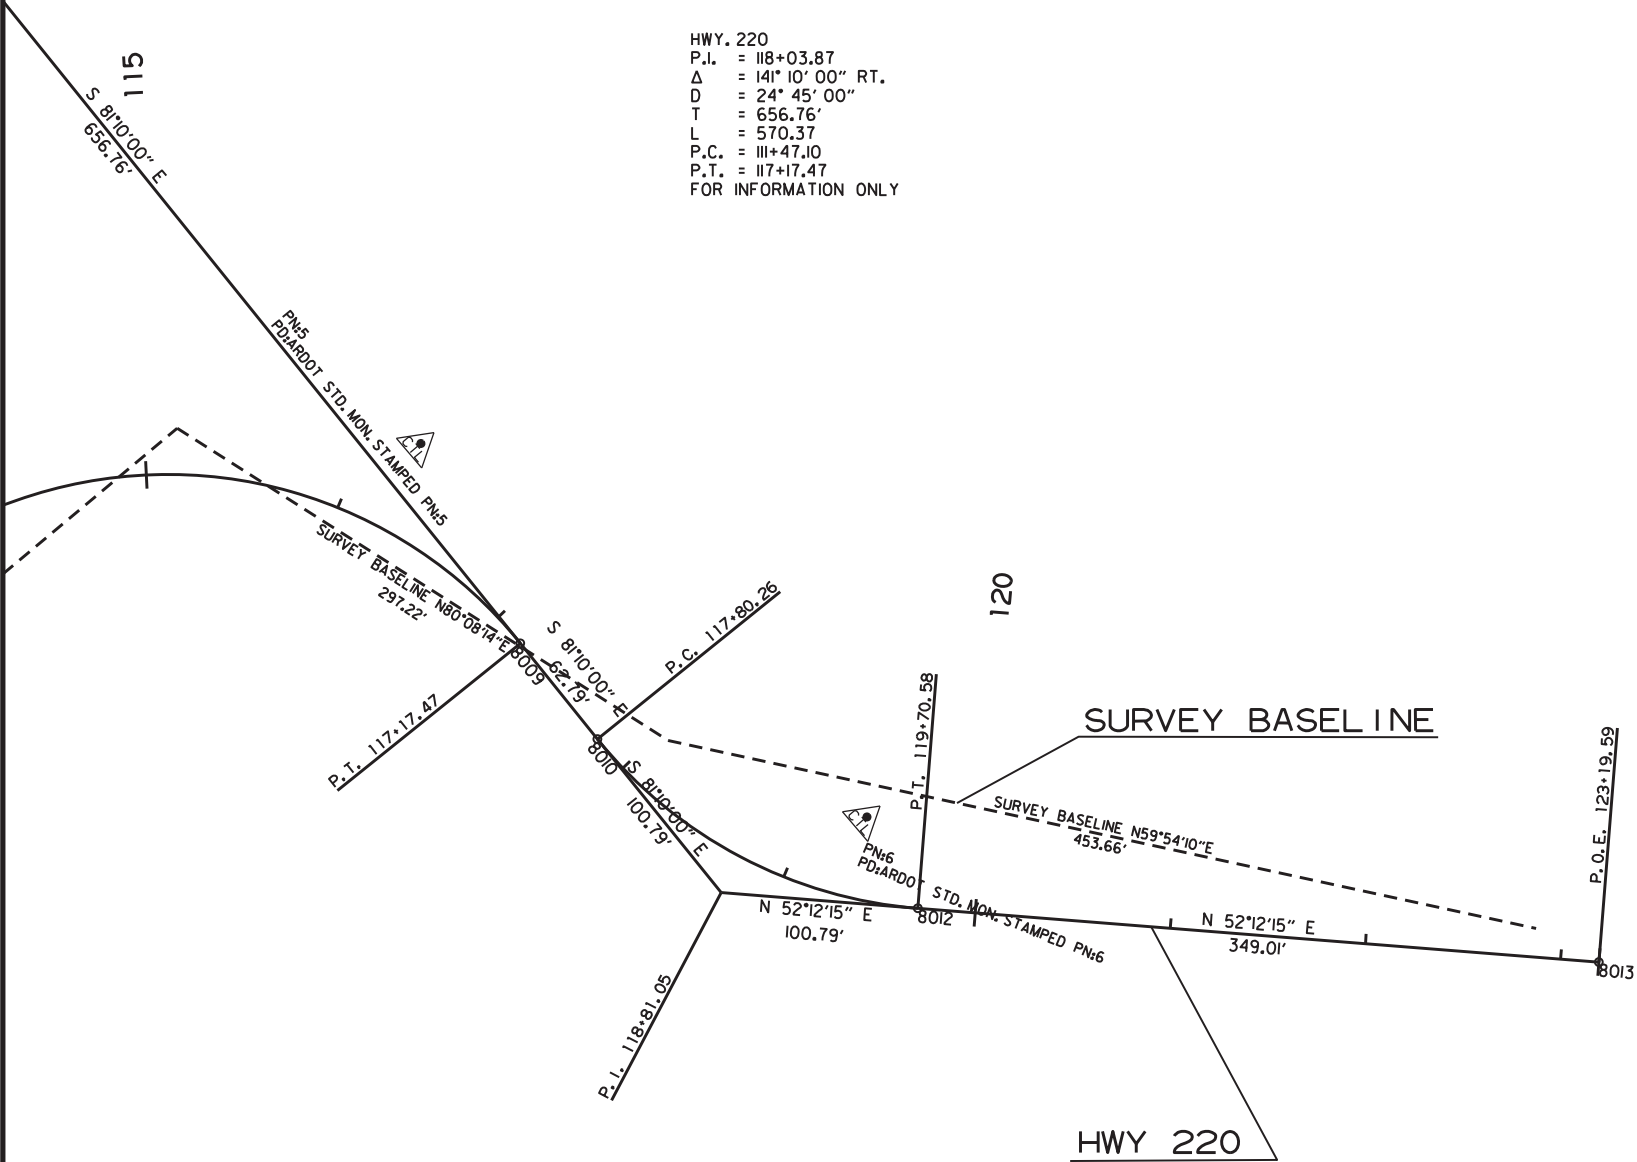 HWY. 220
P.I. = 118+03.87
Δ = 141° 10' 00" RT.
D = 24° 45' 00"
T = 656.76'
L = 570.37
P.C. = 111+47.10
P.T. = 117+17.47
FOR INFORMATION ONLY
115
S 81°10'00" E
656.76'
PN:5
PD:ARDOT STD. MON. STAMPED PN:5
CTL
SURVEY BASELINE N80°08'14"E
297.22'
8009
S 81°10'00" E
62.79'
P.C. 117+80.26
P.T. 117+17.47
8010
S 81°10'00" E
100.79'
120
P.T. 119+70.58
SURVEY BASELINE
P.O.E. 123+19.59
CTL
PN:6
PD:ARDOT STD. MON. STAMPED PN:6
SURVEY BASELINE N59°54'10"E
453.66'
N 52°12'15" E
100.79'
8012
N 52°12'15" E
349.01'
8013
P.I. 118+81.05
HWY 220